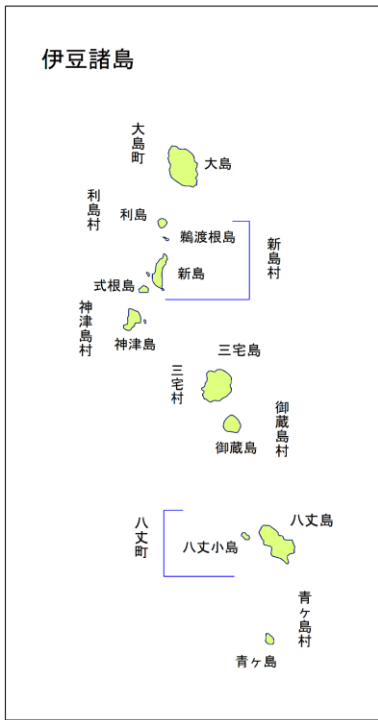 伊豆諸島
大島町
大島
利島村
利島
鵜渡根島
新島村
新島
式根島
神津島村
神津島
三宅島
三宅村
御蔵島村
御蔵島
八丈町
八丈島
八丈小島
青ヶ島村
青ヶ島